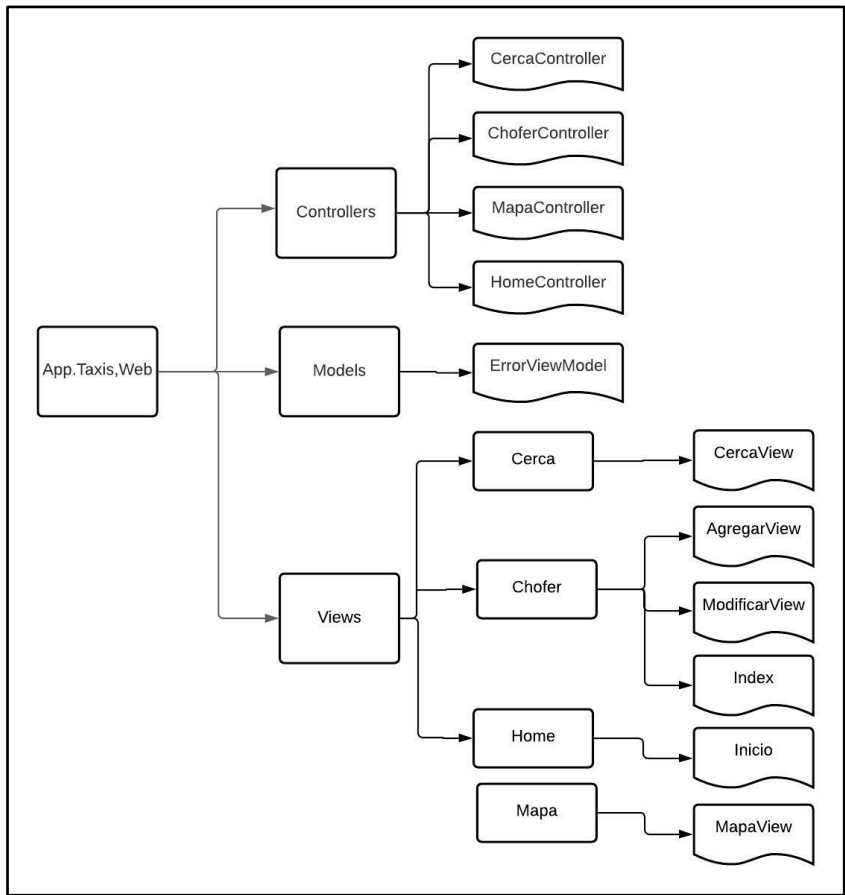 CercaController
ChoferController
Controllers
MapaController
HomeController
App.Taxis,Web
Models
ErrorViewModel
Cerca
CercaView
AgregarView
Chofer
ModificarView
Views
Index
Home
Inicio
Mapa
MapaView